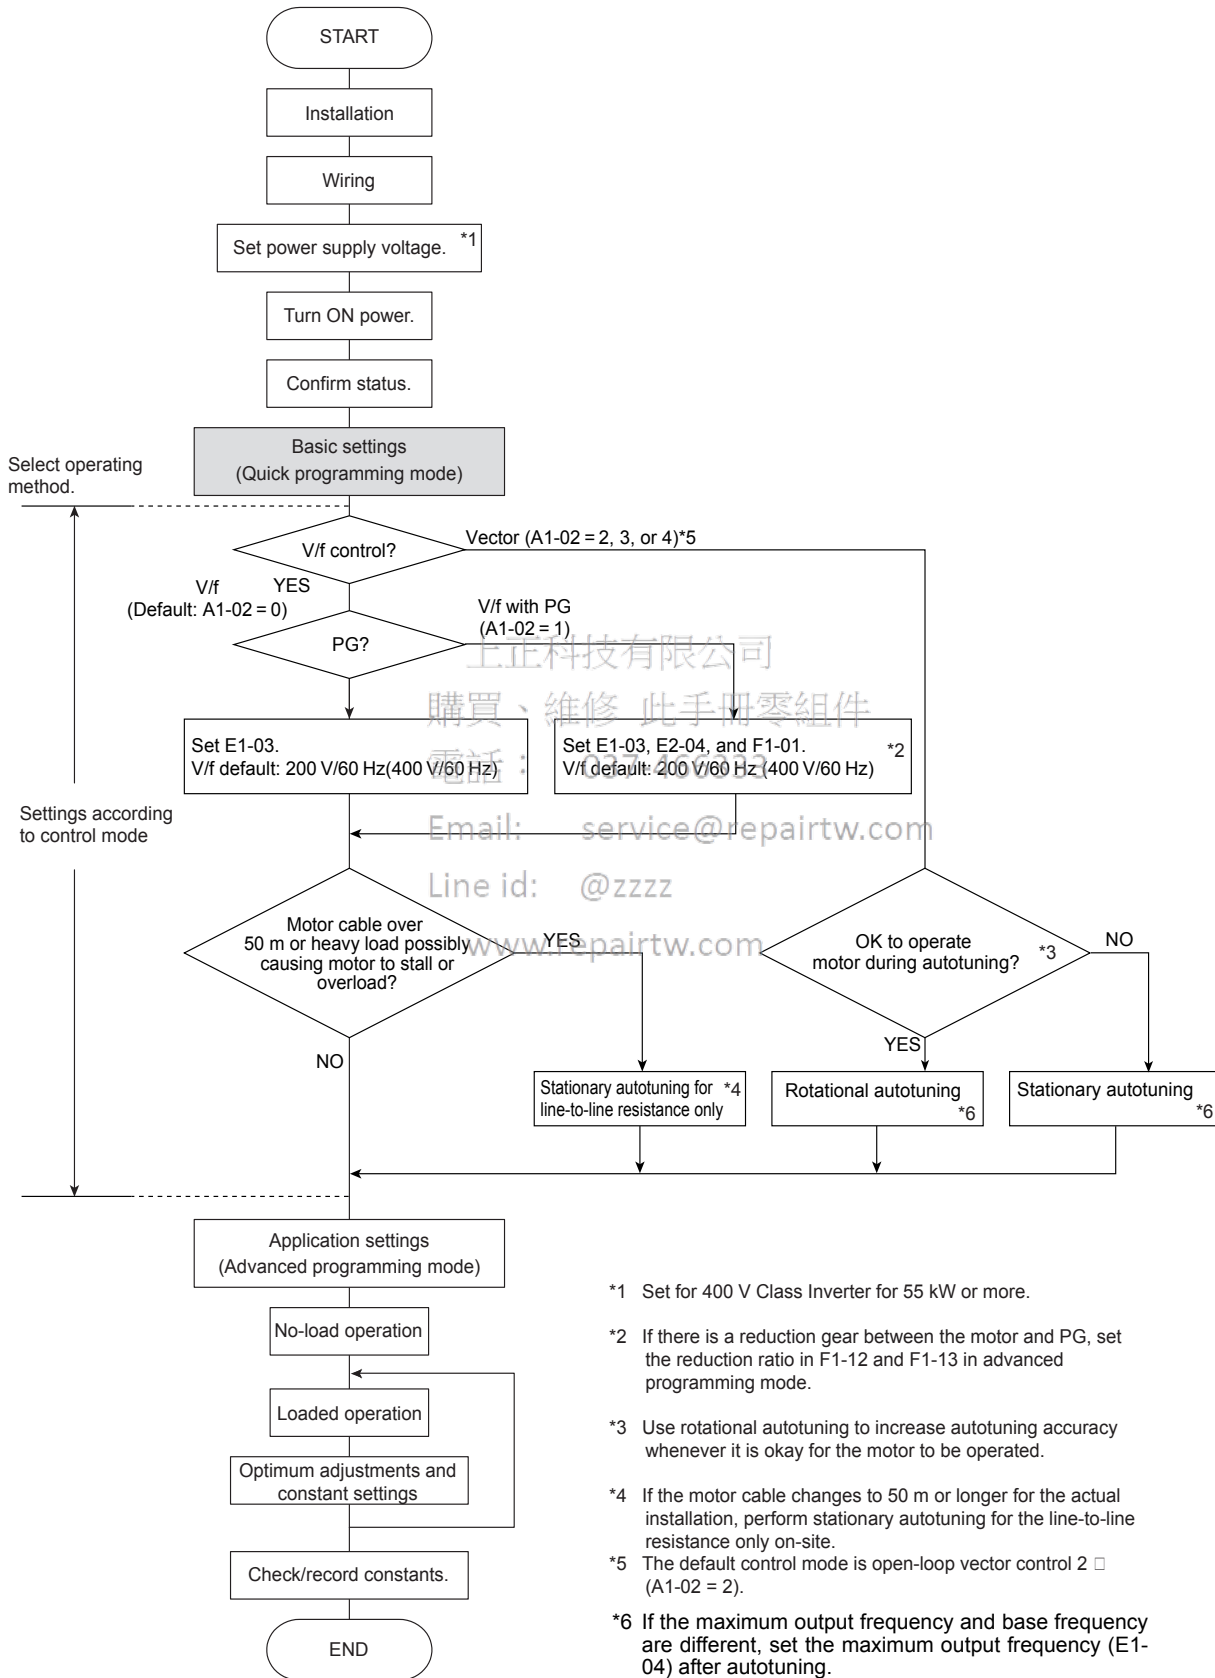 START
Installation
Wiring
Set power supply voltage. *1
Turn ON power.
Confirm status.
Basic settings
(Quick programming mode)
Select operating
method.
V/f control?
Vector (A1-02 = 2, 3, or 4)*5
V/f
YES
(Default: A1-02 = 0)
V/f with PG
(A1-02 = 1)
PG?
上正科技有限公司
購買、維修 此手冊零組件
Set E1-03.
V/f default: 200 V/60 Hz(400 V/60 Hz)
Set E1-03, E2-04, and F1-01. *2
V/f default: 200 V/60 Hz (400 V/60 Hz)
電話: 037-466333
Settings according
to control mode
Email: service@repairtw.com
Line id: @zzzz
www.repairtw.com
Motor cable over
50 m or heavy load possibly
causing motor to stall or
overload?
YES
NO
OK to operate
motor during autotuning? *3
NO
YES
Stationary autotuning for *4
line-to-line resistance only
Rotational autotuning
*6
Stationary autotuning
*6
Application settings
(Advanced programming mode)
No-load operation
Loaded operation
Optimum adjustments and
constant settings
Check/record constants.
END
*1 Set for 400 V Class Inverter for 55 kW or more.
*2 If there is a reduction gear between the motor and PG, set
the reduction ratio in F1-12 and F1-13 in advanced
programming mode.
*3 Use rotational autotuning to increase autotuning accuracy
whenever it is okay for the motor to be operated.
*4 If the motor cable changes to 50 m or longer for the actual
installation, perform stationary autotuning for the line-to-line
resistance only on-site.
*5 The default control mode is open-loop vector control 2 □
(A1-02 = 2).
*6 If the maximum output frequency and base frequency
are different, set the maximum output frequency (E1-
04) after autotuning.